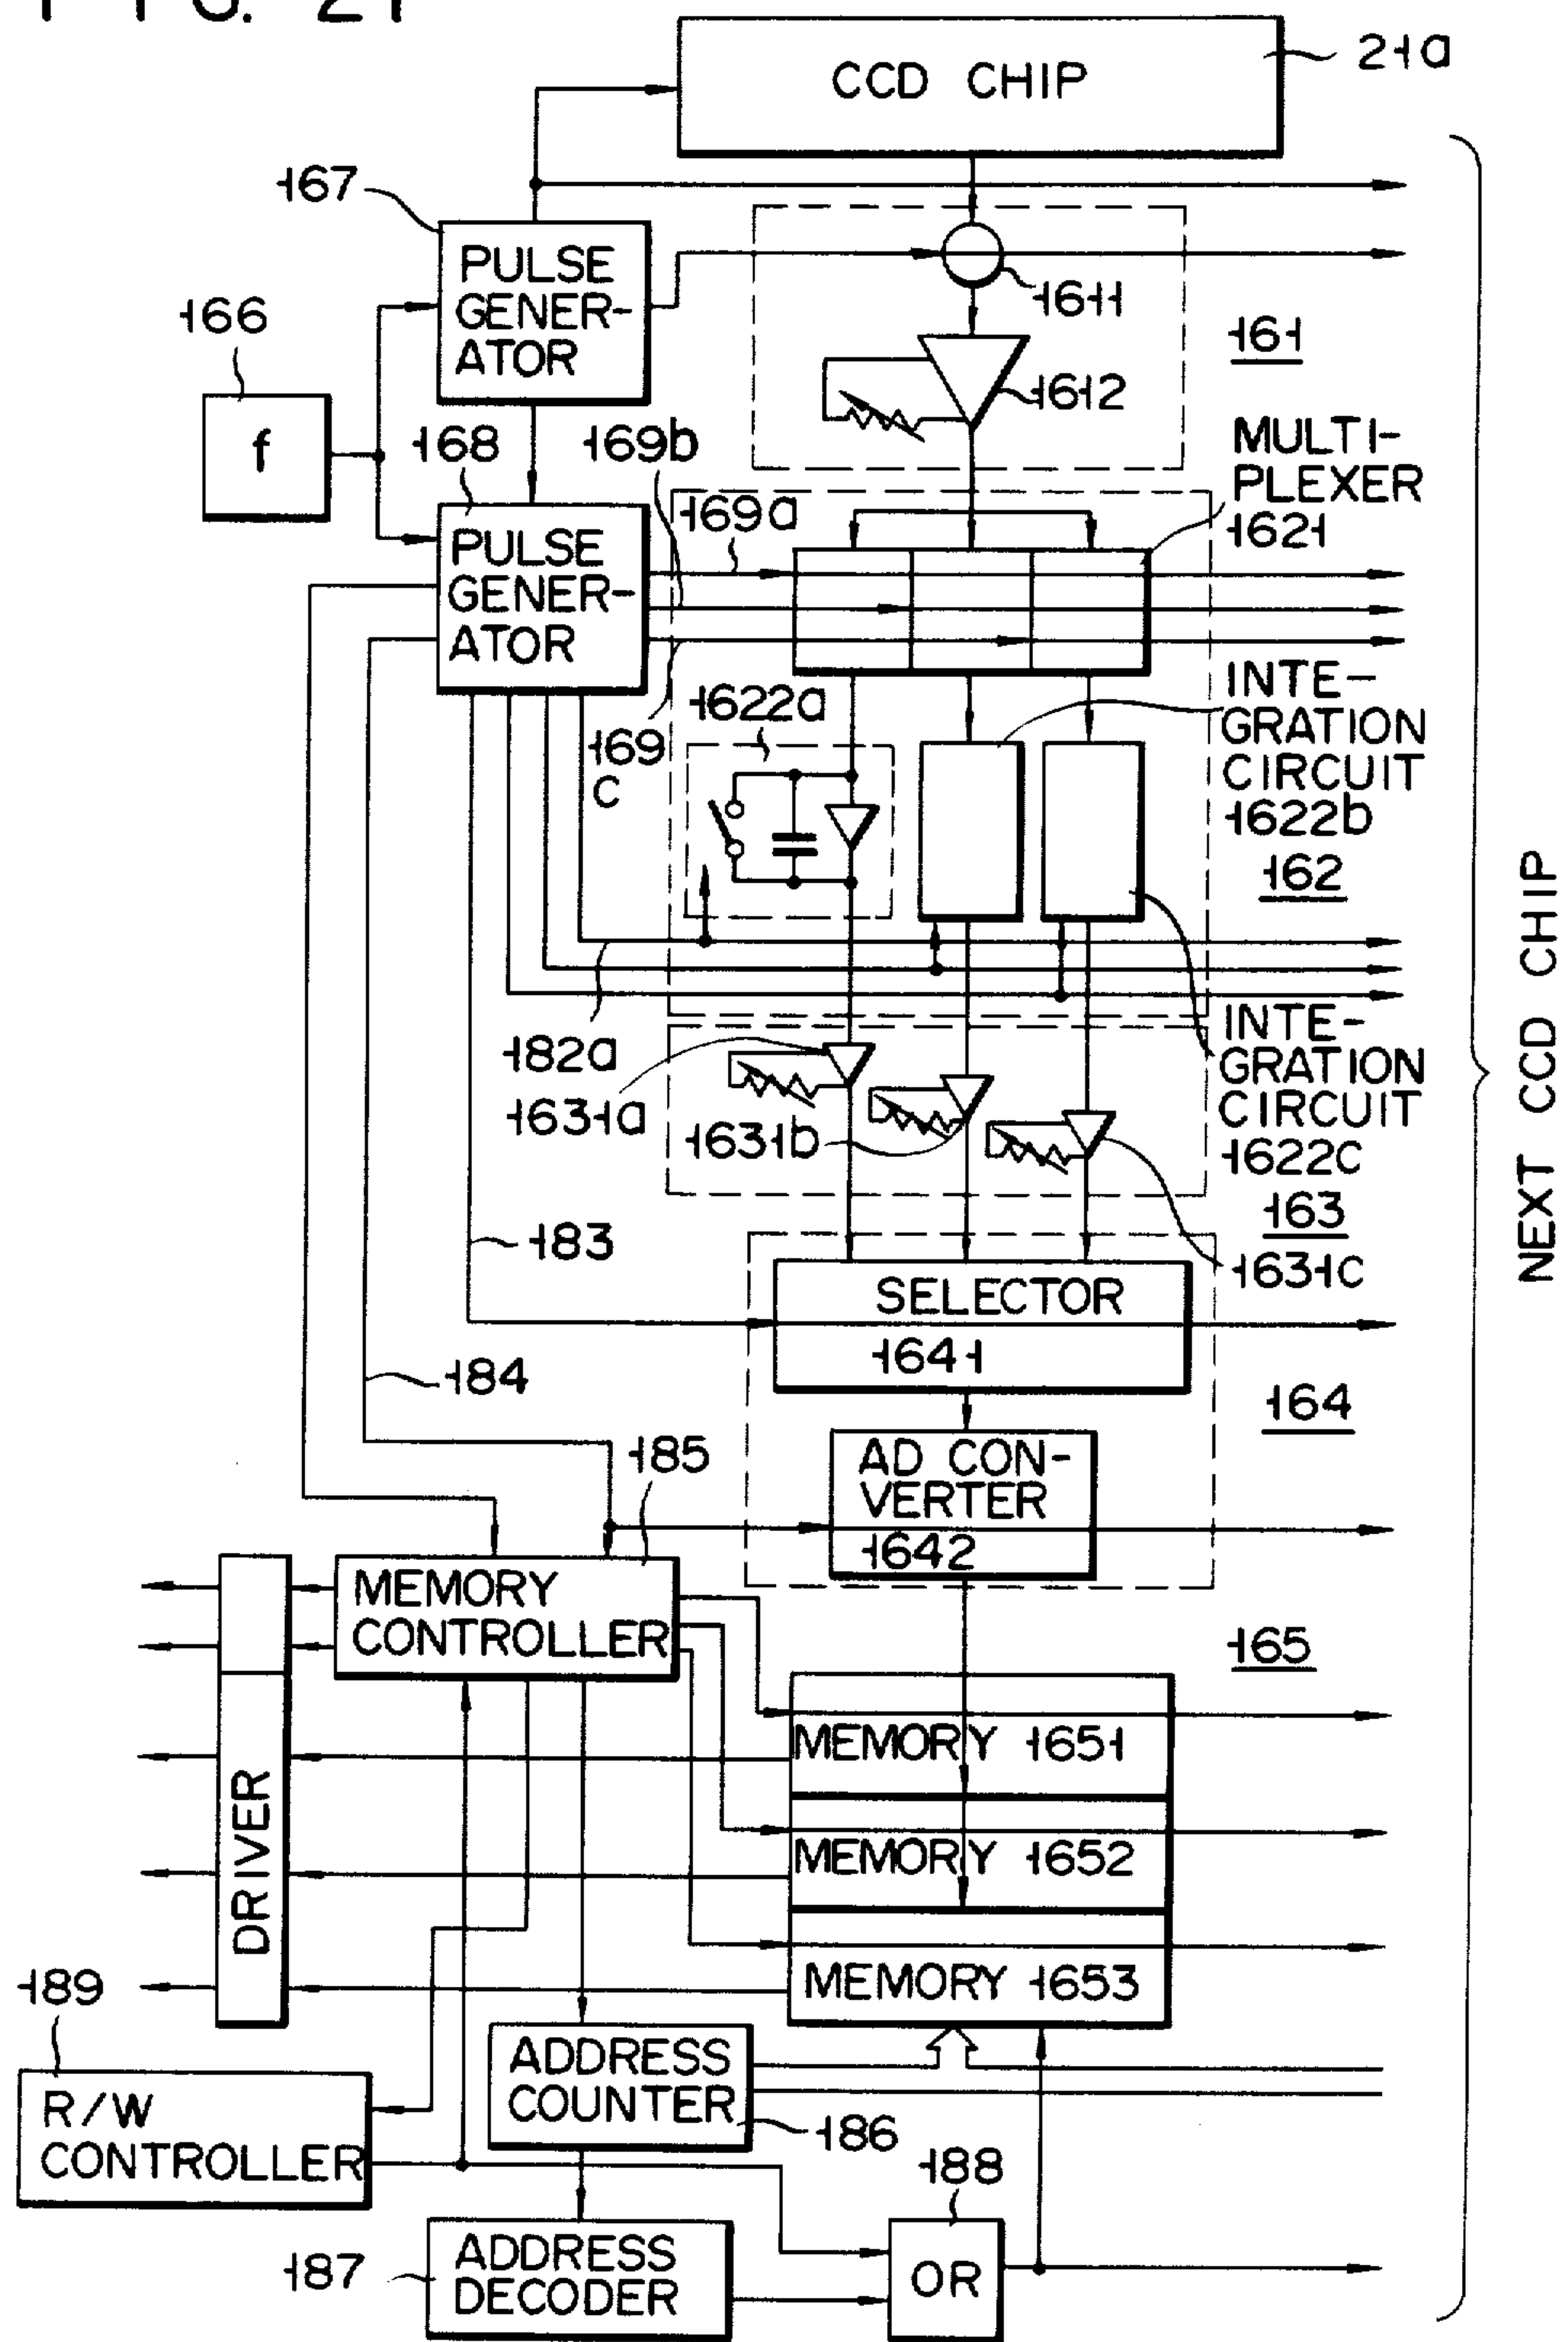 FIG. 21
CCD CHIP
21a
167
PULSE
GENER-
ATOR
1611
166
161
1612
f
168
169b
MULTI-
PLEXER
1621
169a
PULSE
GENER-
ATOR
1622a
INTE-
GRATION
CIRCUIT
1622b
169
c
162
182a
INTE-
GRATION
CIRCUIT
1622c
1631a
1631b
163
183
1631c
SELECTOR
1641
184
164
185
AD CON-
VERTER
1642
MEMORY
CONTROLLER
165
MEMORY 1651
DRIVER
MEMORY 1652
MEMORY 1653
189
ADDRESS
COUNTER
R/W
CONTROLLER
186
188
187
ADDRESS
DECODER
OR
NEXT CCD CHIP